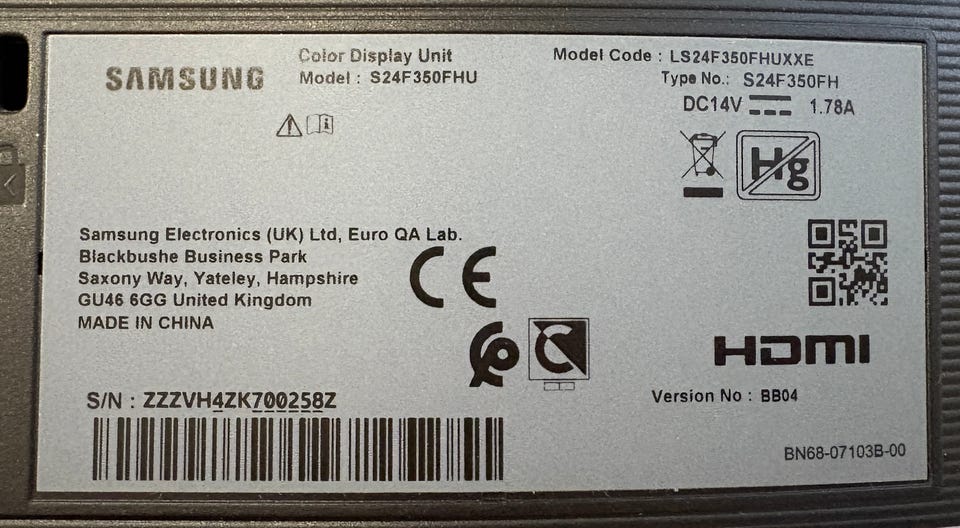 SAMSUNG
Color Display Unit
Model : S24F350FHU
Model Code : LS24F350FHUXXE
Type No.: S24F350FH
DC14V 1.78A
Hg
Samsung Electronics (UK) Ltd, Euro QA Lab.
Blackbushe Business Park
Saxony Way, Yateley, Hampshire
GU46 6GG United Kingdom
MADE IN CHINA
CE
HDMI
S/N : ZZZVH4ZK700258Z
Version No : BB04
BN68-07103B-00